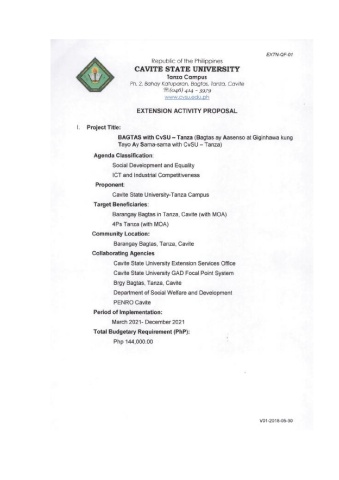 EXTN-QF-01
Republic of the Philippines
CAVITE STATE UNIVERSITY
Tanza Campus
Ph. 2, Bahay Katuparan, Bagtas, Tanza, Cavite
(046) 414 – 3979
www.cvsu.edu.ph
EXTENSION ACTIVITY PROPOSAL
I. Project Title:
BAGTAS with CvSU – Tanza (Bagtas ay Aasenso at Giginhawa kung
Tayo Ay Sama-sama with CvSU – Tanza)
Agenda Classification:
Social Development and Equality
ICT and Industrial Competitiveness
Proponent
Cavite State University-Tanza Campus
Target Beneficiaries:
Barangay Bagtas in Tanza, Cavite (with MOA)
4Ps Tanza (with MOA)
Community Location:
Barangay Bagtas, Tanza, Cavite
Collaborating Agencies
Cavite State University Extension Services Office
Cavite State University GAD Focal Point System
Brgy Bagtas, Tanza, Cavite
Department of Social Welfare and Development
PENRO Cavite
Period of Implementation:
March 2021- December 2021
Total Budgetary Requirement (PhP):
Php 144,000.00
V01-2018-05-30